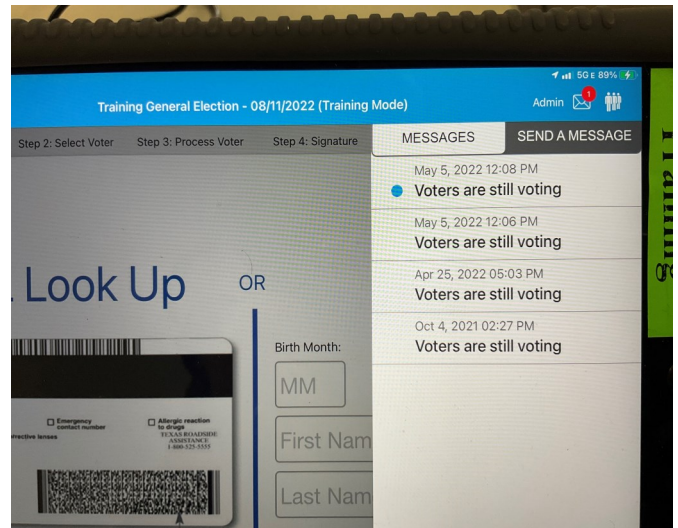 5G E 89%
Training General Election - 08/11/2022 (Training Mode)
Admin
1
Step 2: Select Voter
Step 3: Process Voter
Step 4: Signature
MESSAGES
SEND A MESSAGE
May 5, 2022 12:08 PM
Voters are still voting
May 5, 2022 12:06 PM
Voters are still voting
Apr 25, 2022 05:03 PM
Voters are still voting
Oct 4, 2021 02:27 PM
Voters are still voting
Look Up
OR
Birth Month:
MM
First Nam
Last Nam
Emergency
contact number
Allergic reaction
to drugs
rrective lenses
TEXAS ROADSIDE
ASSISTANCE
1-800-525-5555
Training